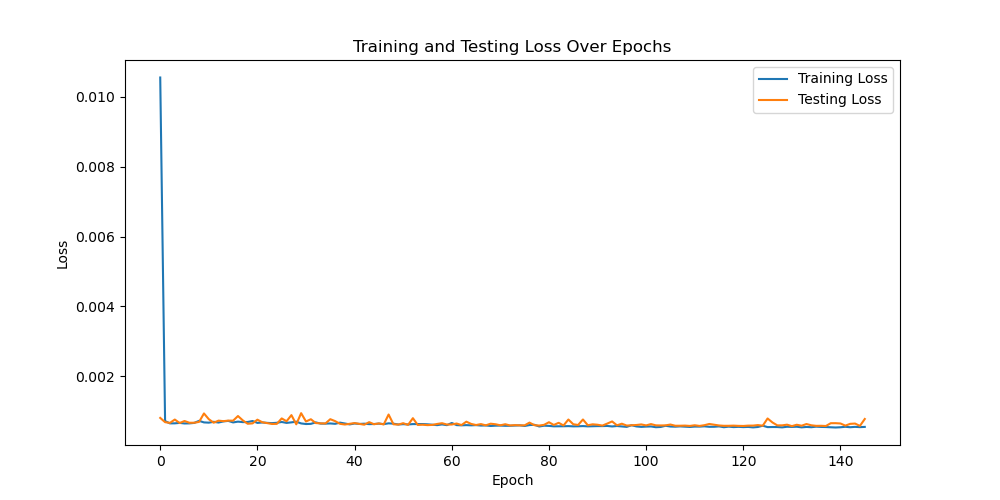 Training and Testing Loss Over Epochs
Training Loss
Testing Loss
0.010
0.008
0.006
0.004
0.002
Loss
0 20 40 60 80 100 120 140
Epoch